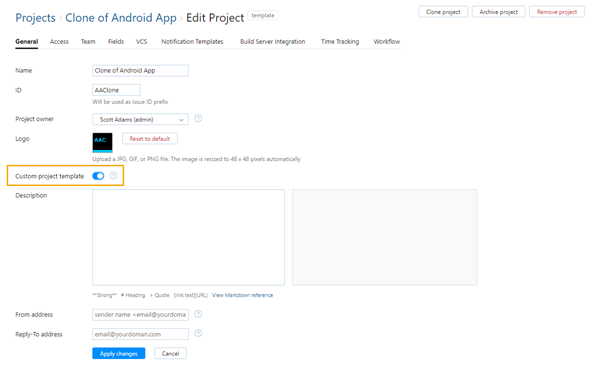 Projects › Clone of Android App › Edit Project template
Clone project Archive project Remove project
General Access Team Fields VCS Notification Templates Build Server Integration Time Tracking Workflow
Name Clone of Android App
ID AAClone
Will be used as issue ID prefix
Project owner Scott Adams (admin) ?
Logo AAC Reset to default
Upload a JPG, GIF, or PNG file. The image is resized to 48 x 48 pixels automatically
Custom project template ?
Description
**Strong** # Heading > Quote [link text](URL) View Markdown reference
From address sender name <email@yourdoma ?
Reply-To address email@yourdoman.com ?
Apply changes Cancel